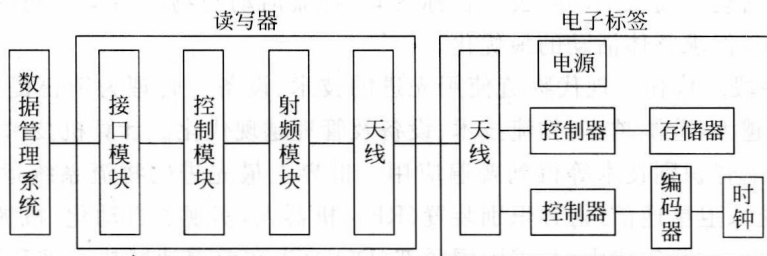 读写器
电子标签
数据管理系统
接口模块
控制模块
射频模块
天线
天线
电源
控制器
存储器
控制器
编码器
时钟